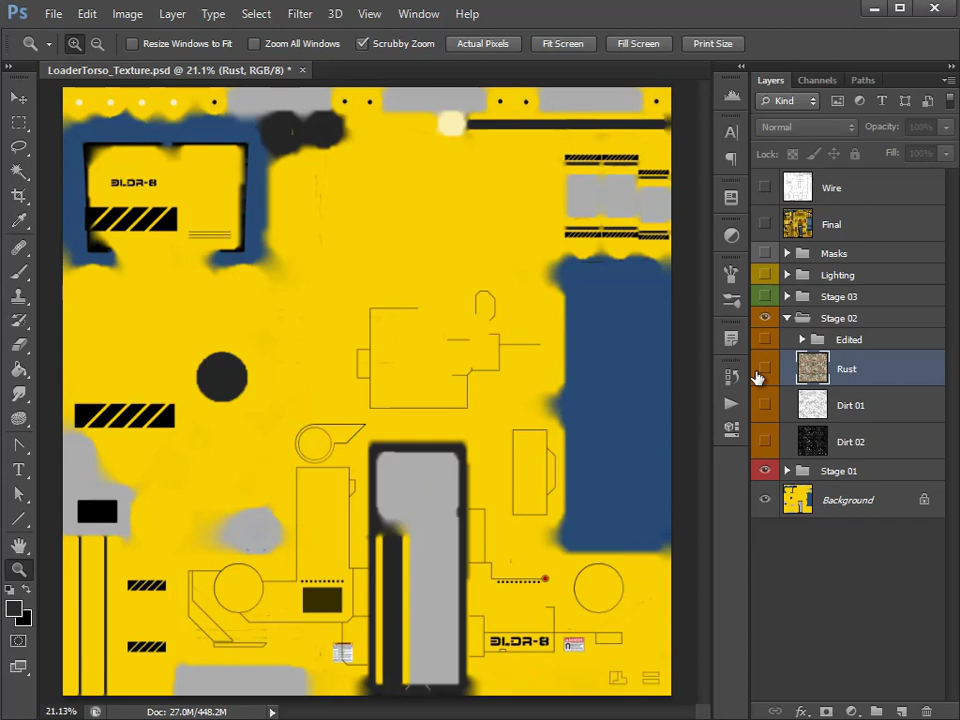 Ps File Edit Image Layer Type Select Filter 3D View Window Help
Resize Windows to Fit Zoom All Windows Scrubby Zoom Actual Pixels Fit Screen Fill Screen Print Size
LoaderTorso_Texture.psd @ 21.1% (Rust, RGB/8) *
Layers Channels Paths
Kind
Normal Opacity: 100%
Lock: Fill: 100%
Wire
Final
Masks
Lighting
Stage 03
Stage 02
Edited
Rust
Dirt 01
Dirt 02
Stage 01
Background
BLDR-8
BLDR-8
21.13% Doc: 27.0M/448.2M